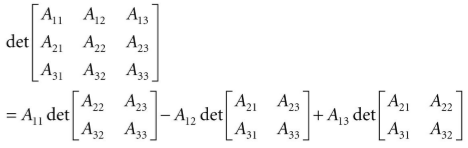 det[A₁₁ A₁₂ A₁₃
A₂₁ A₂₂ A₂₃
A₃₁ A₃₂ A₃₃]
= A₁₁ det[A₂₂ A₂₃; A₃₂ A₃₃] − A₁₂ det[A₂₁ A₂₃; A₃₁ A₃₃] + A₁₃ det[A₂₁ A₂₂; A₃₁ A₃₂]